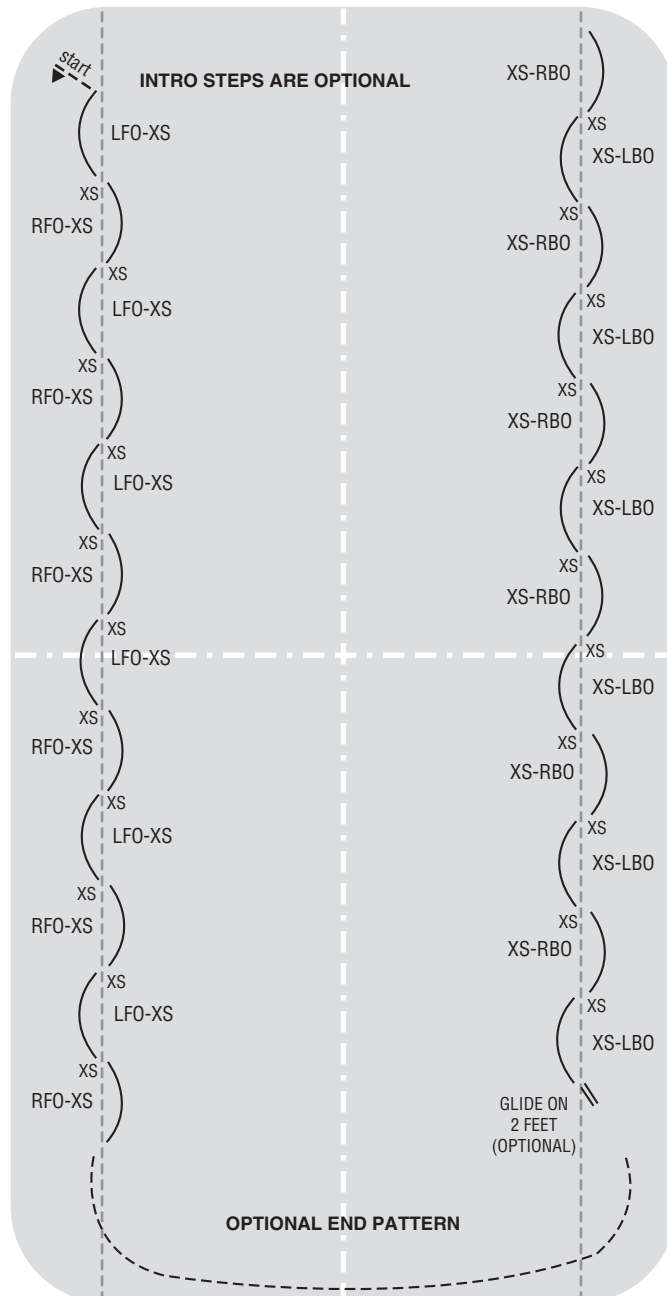 start
INTRO STEPS ARE OPTIONAL
LFO-XS
XS
RFO-XS
XS
LFO-XS
XS
RFO-XS
XS
LFO-XS
XS
RFO-XS
XS
LFO-XS
XS
RFO-XS
XS
LFO-XS
XS
RFO-XS
XS
LFO-XS
XS
RFO-XS
XS-RBO
XS
XS-LBO
XS
XS-RBO
XS
XS-LBO
XS
XS-RBO
XS
XS-LBO
XS
XS-RBO
XS
XS-LBO
XS
XS-RBO
XS
XS-LBO
XS
XS-RBO
XS
XS-LBO
GLIDE ON
2 FEET
(OPTIONAL)
OPTIONAL END PATTERN